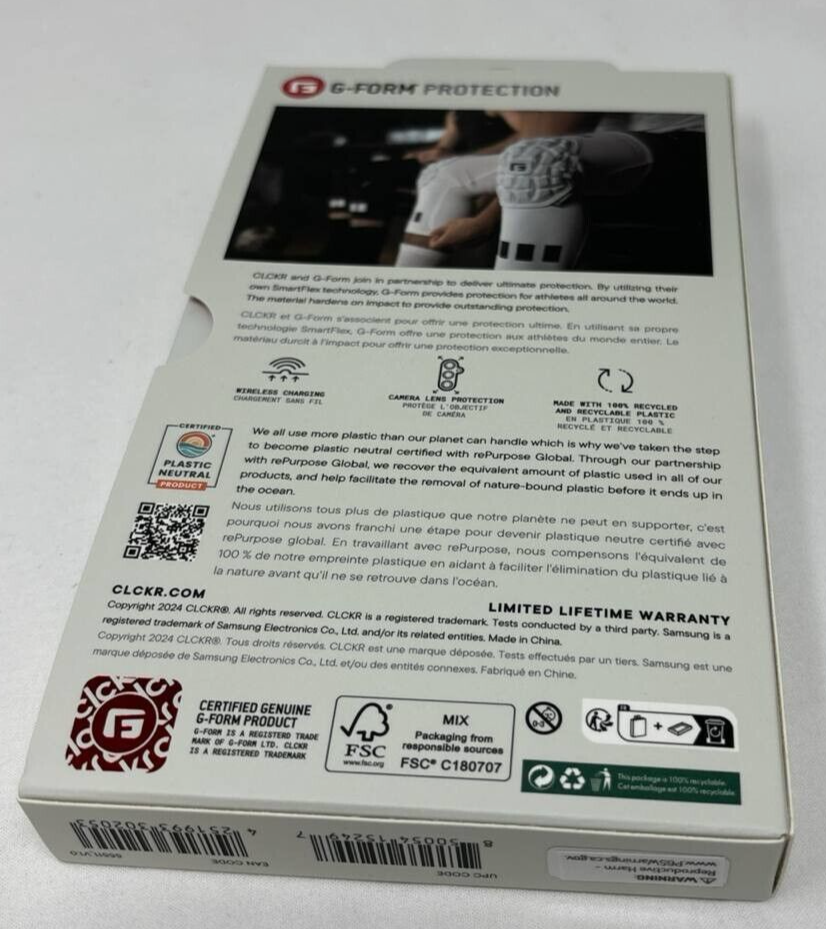 G-FORM PROTECTION
CLCKR and G-Form join in partnership to deliver ultimate protection. By utilizing their
own SmartFlex technology, G-Form provides protection for athletes all around the world.
The material hardens on impact to provide outstanding protection.
CLCKR et G-Form s'associent pour offrir une protection ultime. En utilisant sa propre
technologie SmartFlex, G-Form offre une protection aux athlètes du monde entier. Le
matériau durcit à l'impact pour offrir une protection exceptionnelle.
WIRELESS CHARGING
CHARGEMENT SANS FIL
CAMERA LENS PROTECTION
PROTÈGE L'OBJECTIF
DE CAMÉRA
MADE WITH 100% RECYCLED
AND RECYCLABLE PLASTIC
EN PLASTIQUE 100 %
RECYCLÉ ET RECYCLABLE
CERTIFIED
PLASTIC
NEUTRAL
PRODUCT
We all use more plastic than our planet can handle which is why we've taken the step
to become plastic neutral certified with rePurpose Global. Through our partnership
with rePurpose Global, we recover the equivalent amount of plastic used in all of our
products, and help facilitate the removal of nature-bound plastic before it ends up in
the ocean.
Nous utilisons tous plus de plastique que notre planète ne peut en supporter, c'est
pourquoi nous avons franchi une étape pour devenir plastique neutre certifié avec
rePurpose global. En travaillant avec rePurpose, nous compensons l'équivalent de
100 % de notre empreinte plastique en aidant à faciliter l'élimination du plastique lié à
la nature avant qu'il ne se retrouve dans l'océan.
CLCKR.COM
LIMITED LIFETIME WARRANTY
Copyright 2024 CLCKR®. All rights reserved. CLCKR is a registered trademark. Tests conducted by a third party. Samsung is a
registered trademark of Samsung Electronics Co., Ltd. and/or its related entities. Made in China.
Copyright 2024 CLCKR®. Tous droits réservés. CLCKR est une marque déposée. Tests effectués par un tiers. Samsung est une
marque déposée de Samsung Electronics Co., Ltd. et/ou des entités connexes. Fabriqué en Chine.
CERTIFIED GENUINE
G-FORM PRODUCT
G-FORM IS A REGISTERD TRADE
MARK OF G-FORM LTD. CLCKR
IS A REGISTERED TRADEMARK
FSC
www.fsc.org
MIX
Packaging from
responsible sources
FSC® C180707
0-3
FR
+
This package is 100% recyclable.
Cet emballage est 100% recyclable.
WARNING:
Reproductive Harm -
www.P65Warnings.ca.gov
UPC CODE
8 50054 15249 7
EAN CODE
4 251993 302053